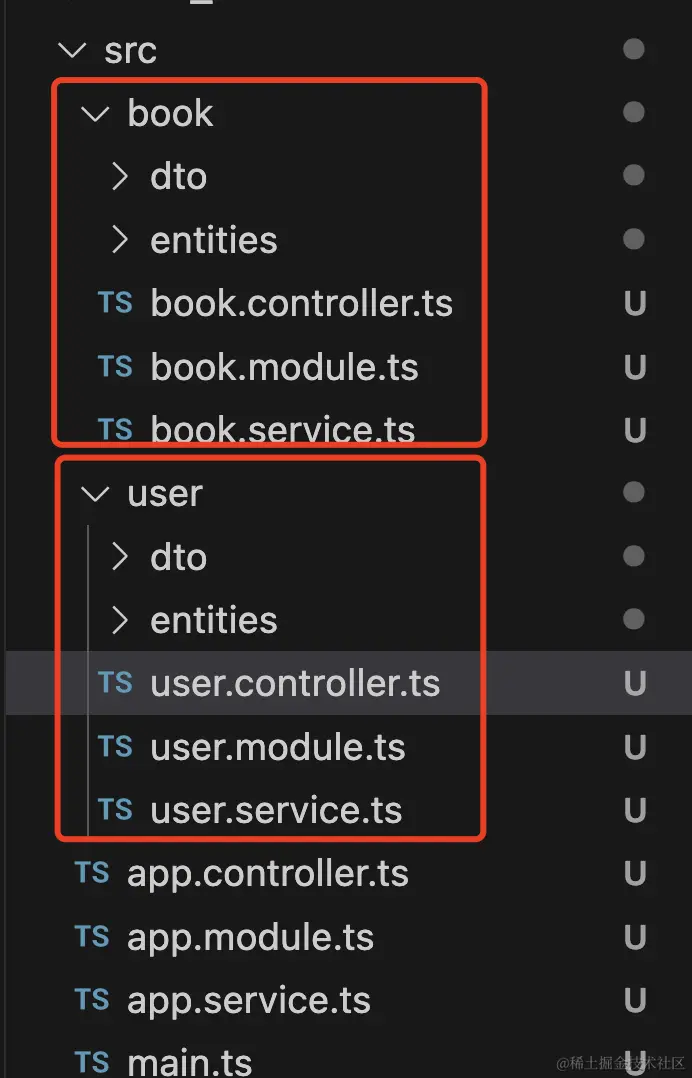 src
book
dto
entities
TS book.controller.ts U
TS book.module.ts U
TS book.service.ts U
user
dto
entities
TS user.controller.ts U
TS user.module.ts U
TS user.service.ts U
TS app.controller.ts U
TS app.module.ts U
TS app.service.ts U
TS main.ts U
@稀土掘金技术社区